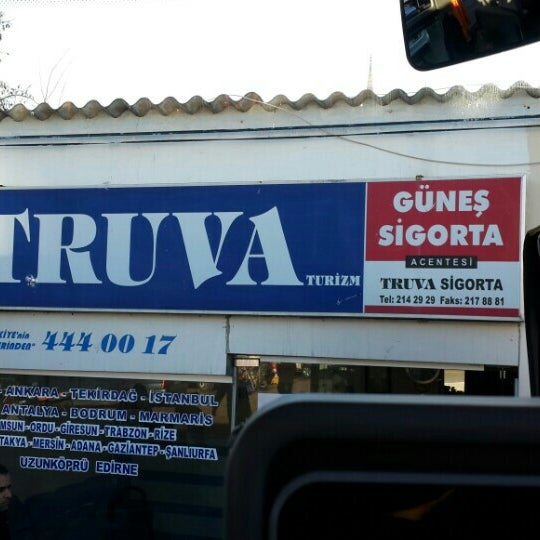 TRUVA
TURİZM
GÜNEŞ
SİGORTA
ACENTESİ
TRUVA SİGORTA
Tel: 214 29 29 Faks: 217 88 81
444 00 17
ANKARA - TEKİRDAĞ - İSTANBUL
ANTALYA - BODRUM - MARMARİS
ORDU - GİRESUN - TRABZON - RİZE
MERSİN - ADANA - GAZİANTEP - ŞANLIURFA
UZUNKÖPRÜ EDİRNE